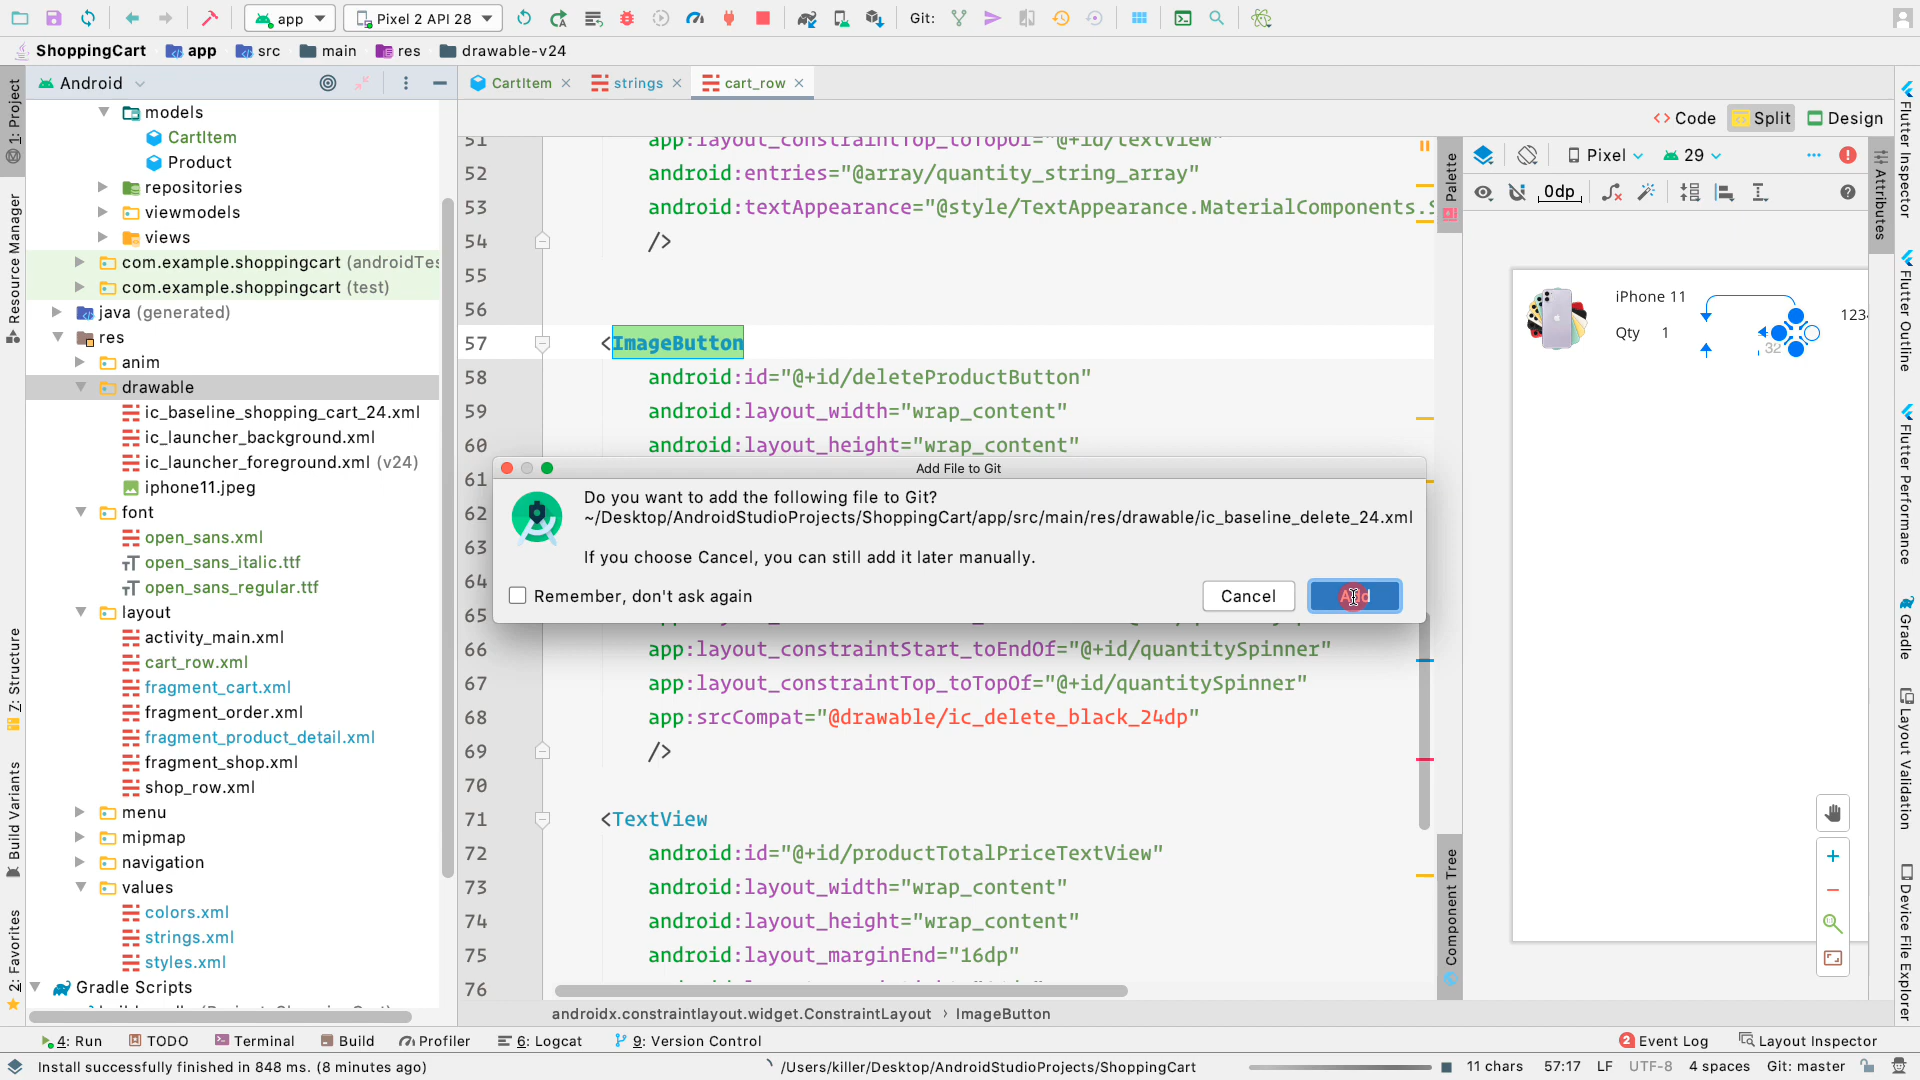 app
Pixel 2 API 28
Git:
ShoppingCart
app
src
main
res
drawable-v24
Android
CartItem
strings
cart_row
Code
Split
Design
1: Project
Resource Manager
7: Structure
Build Variants
2: Favorites
models
CartItem
Product
repositories
viewmodels
views
com.example.shoppingcart (androidTes
com.example.shoppingcart (test)
java (generated)
res
anim
drawable
ic_baseline_shopping_cart_24.xml
ic_launcher_background.xml
ic_launcher_foreground.xml (v24)
iphone11.jpeg
font
open_sans.xml
open_sans_italic.ttf
open_sans_regular.ttf
layout
activity_main.xml
cart_row.xml
fragment_cart.xml
fragment_order.xml
fragment_product_detail.xml
fragment_shop.xml
shop_row.xml
menu
mipmap
navigation
values
colors.xml
strings.xml
styles.xml
Gradle Scripts
51 app:layout_constraintTop_toTopOf="@+id/textView"
52 android:entries="@array/quantity_string_array"
53 android:textAppearance="@style/TextAppearance.MaterialComponents.S
54 />
55
56
57 <ImageButton
58 android:id="@+id/deleteProductButton"
59 android:layout_width="wrap_content"
60 android:layout_height="wrap_content"
61
62
63
64
65
66 app:layout_constraintStart_toEndOf="@+id/quantitySpinner"
67 app:layout_constraintTop_toTopOf="@+id/quantitySpinner"
68 app:srcCompat="@drawable/ic_delete_black_24dp"
69 />
70
71 <TextView
72 android:id="@+id/productTotalPriceTextView"
73 android:layout_width="wrap_content"
74 android:layout_height="wrap_content"
75 android:layout_marginEnd="16dp"
76
androidx.constraintlayout.widget.ConstraintLayout › ImageButton
Add File to Git
Do you want to add the following file to Git?
~/Desktop/AndroidStudioProjects/ShoppingCart/app/src/main/res/drawable/ic_baseline_delete_24.xml
If you choose Cancel, you can still add it later manually.
Remember, don't ask again
Cancel
Add
Palette
Component Tree
Pixel
29
0dp
Attributes
iPhone 11
Qty 1
32
1234
Flutter Inspector
Flutter Outline
Flutter Performance
Gradle
Layout Validation
Device File Explorer
4: Run
TODO
Terminal
Build
Profiler
6: Logcat
9: Version Control
2 Event Log
Layout Inspector
Install successfully finished in 848 ms. (8 minutes ago)
/Users/killer/Desktop/AndroidStudioProjects/ShoppingCart
11 chars
57:17
LF
UTF-8
4 spaces
Git: master